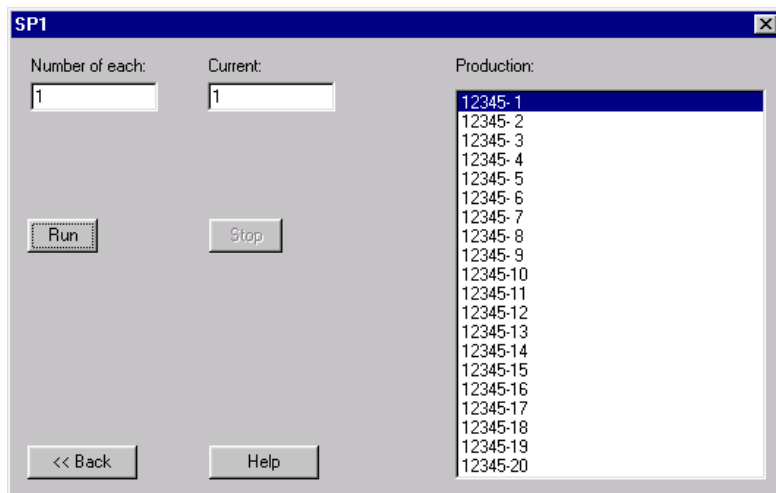 SP1
Number of each:
1
Current:
1
Run
Stop
<< Back
Help
Production:
12345- 1
12345- 2
12345- 3
12345- 4
12345- 5
12345- 6
12345- 7
12345- 8
12345- 9
12345-10
12345-11
12345-12
12345-13
12345-14
12345-15
12345-16
12345-17
12345-18
12345-19
12345-20